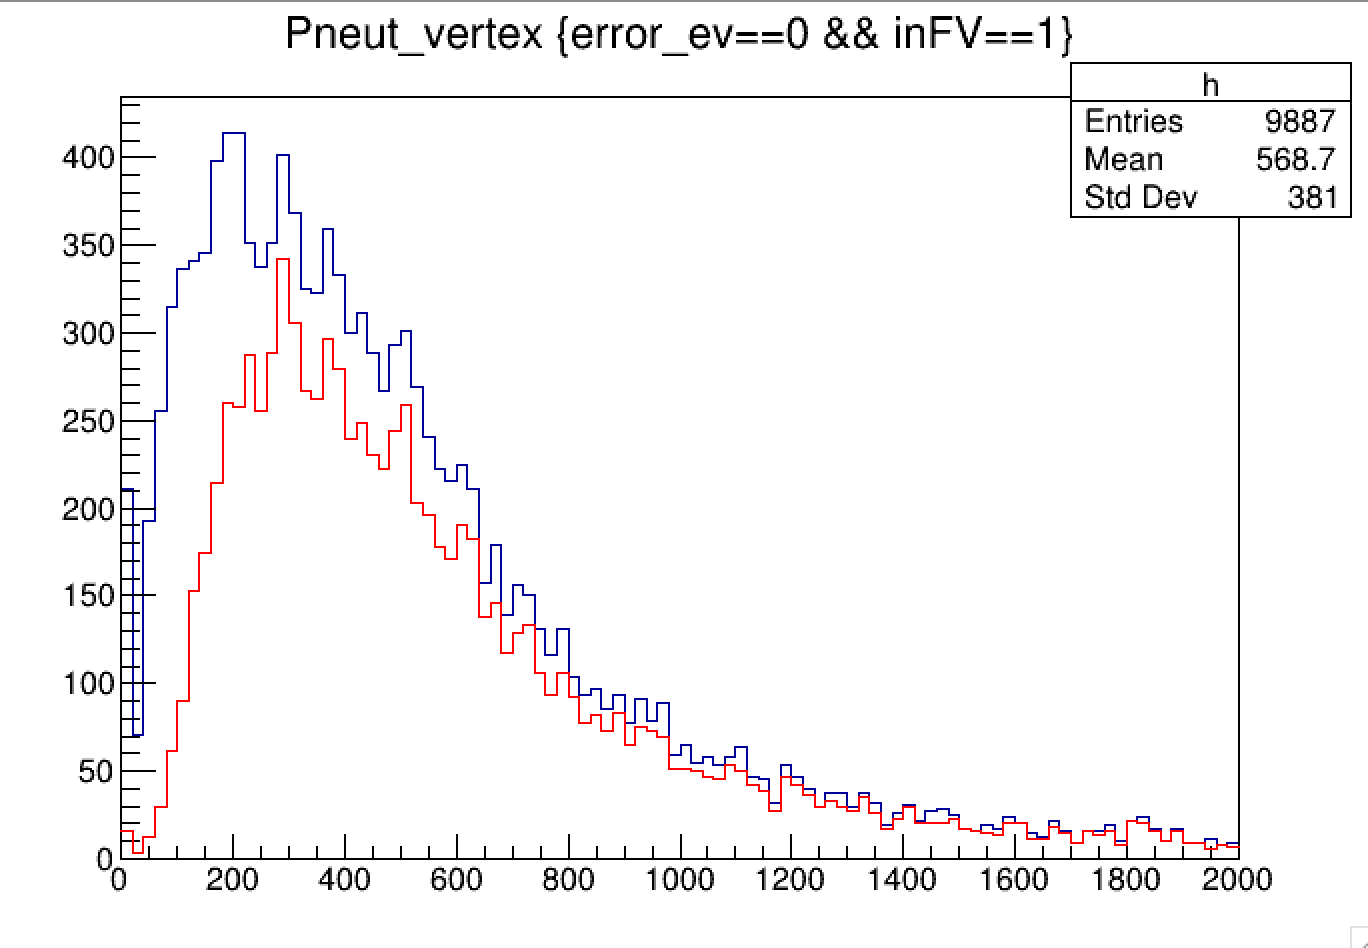 Pneut_vertex {error_ev==0 && inFV==1}
h
Entries 9887
Mean 568.7
Std Dev 381
400
350
300
250
200
150
100
50
0
0 200 400 600 800 1000 1200 1400 1600 1800 2000